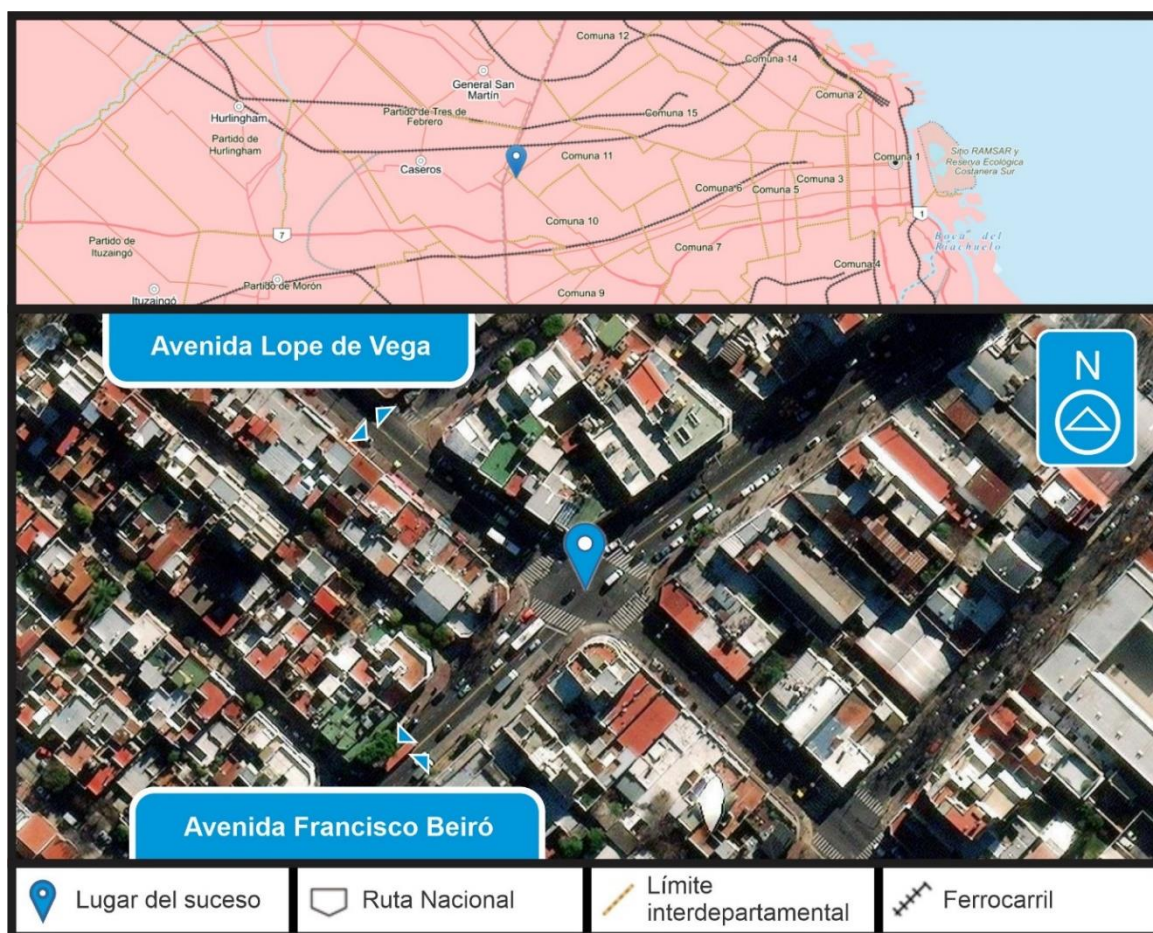 Comuna 12
Comuna 14
General San
Martín
Comuna 2
Hurlingham
Partido de Tres de
Febrero
Comuna 15
Partido de
Hurlingham
Caseros
Comuna 11
Comuna 1
Sitio RAMSAR y
Reserva Ecológica
Costanera Sur
Comuna 3
Comuna 6
Comuna 5
Comuna 10
1
7
Partido de
Ituzaingó
Boca del
Riachuelo
Comuna 7
Comuna 4
Partido de Morón
Ituzaingó
Comuna 9
Avenida Lope de Vega
N
Avenida Francisco Beiró
Lugar del suceso
Ruta Nacional
Límite
interdepartamental
Ferrocarril